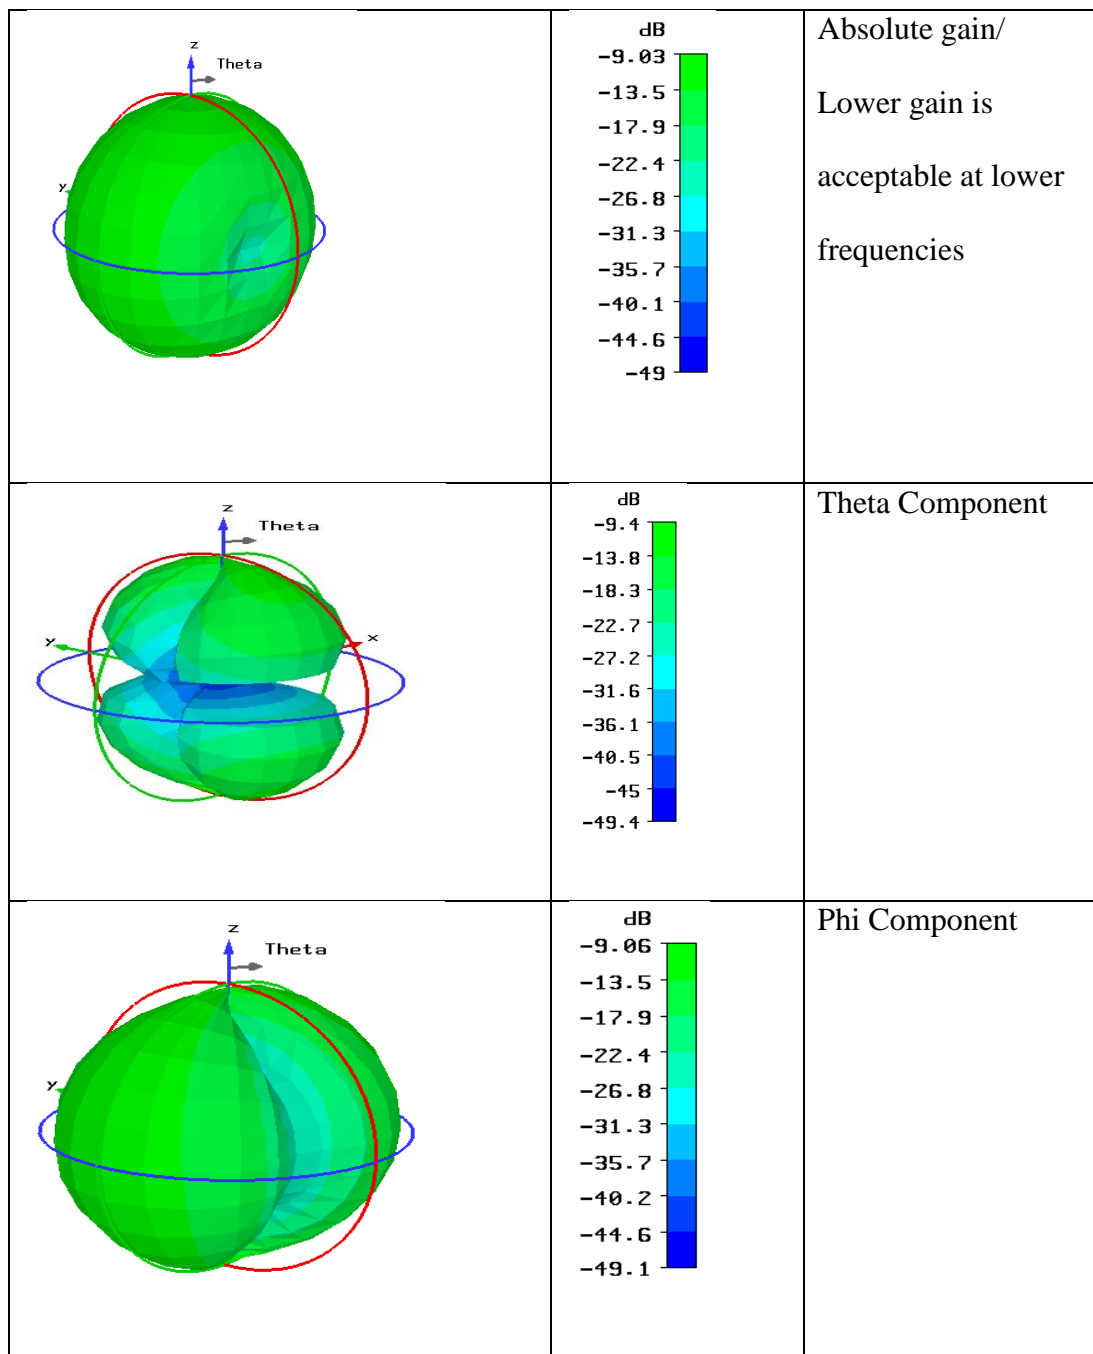 z
Theta
y
dB
-9.03
-13.5
-17.9
-22.4
-26.8
-31.3
-35.7
-40.1
-44.6
-49
Absolute gain/
Lower gain is
acceptable at lower
frequencies
z
Theta
y
x
dB
-9.4
-13.8
-18.3
-22.7
-27.2
-31.6
-36.1
-40.5
-45
-49.4
Theta Component
z
Theta
y
dB
-9.06
-13.5
-17.9
-22.4
-26.8
-31.3
-35.7
-40.2
-44.6
-49.1
Phi Component